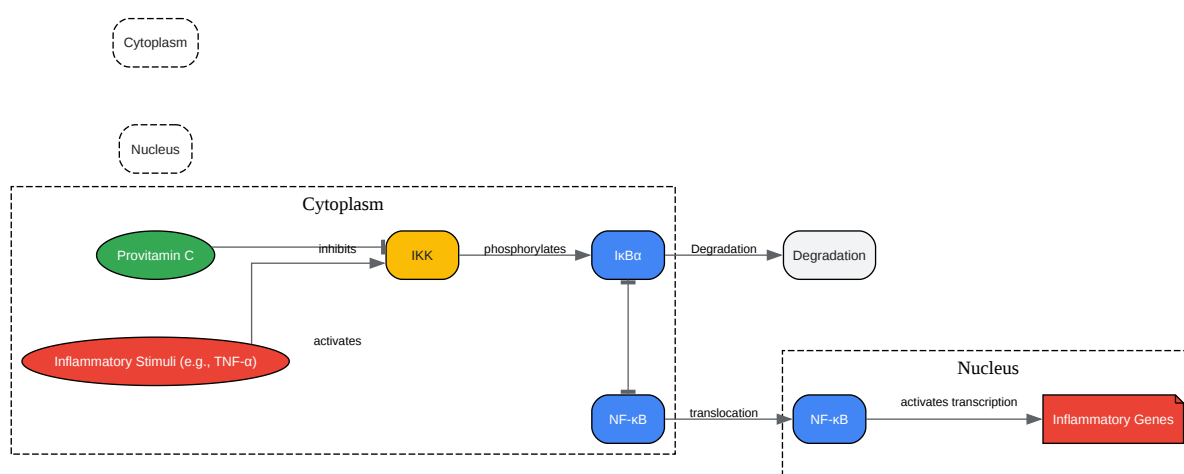 Cytoplasm
Nucleus
Cytoplasm
Provitamin C
inhibits
IKK
phosphorylates
IκBα
Degradation
Degradation
Inflammatory Stimuli (e.g., TNF-α)
activates
Nucleus
NF-κB
translocation
NF-κB
activates transcription
Inflammatory Genes